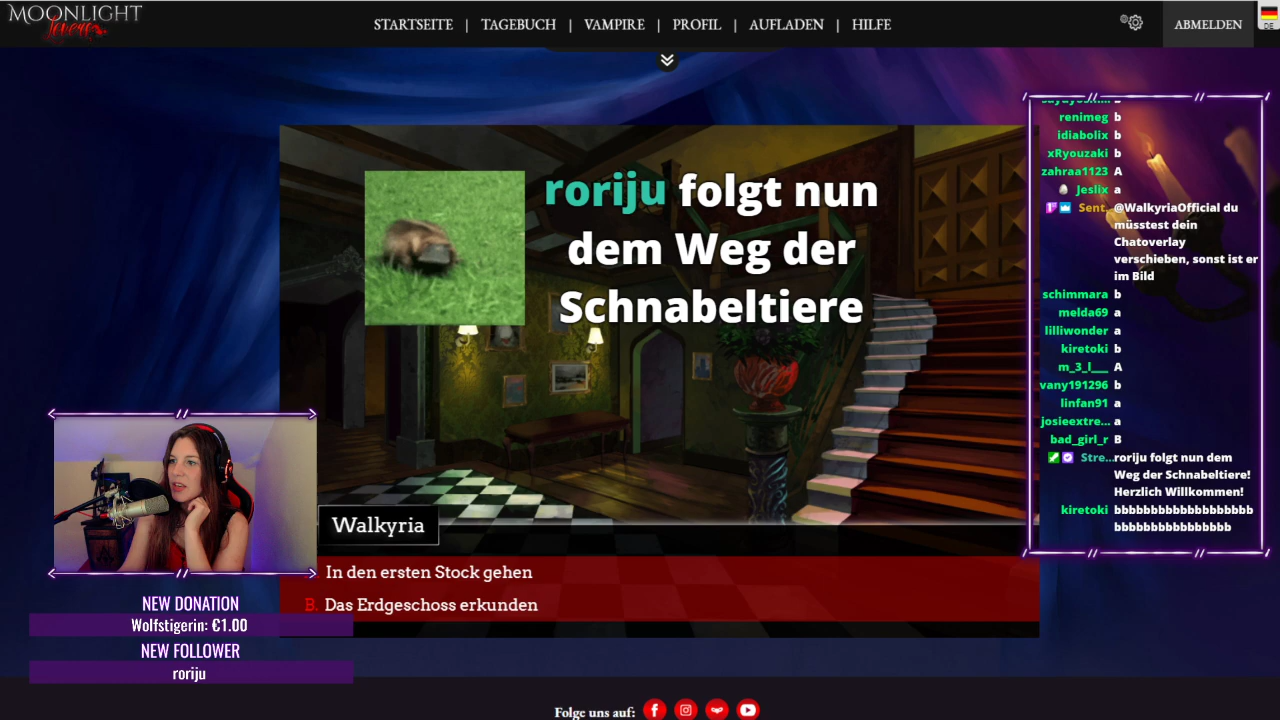 MOONLIGHT
Lovers
STARTSEITE | TAGEBUCH | VAMPIRE | PROFIL | AUFLADEN | HILFE
ABMELDEN
DE
roriju folgt nun
dem Weg der
Schnabeltiere
renimeg b
idiabolix b
xRyouzaki b
zahraa1123 A
Jeslix a
Sent... @WalkyriaOfficial du
müsstest dein
Chatoverlay
verschieben, sonst ist er
im Bild
schimmara b
melda69 a
lilliwonder a
kiretoki b
m_3_l___ A
vany191296 b
linfan91 a
josieextre... a
bad_girl_r B
Stre... roriju folgt nun dem
Weg der Schnabeltiere!
Herzlich Willkommen!
kiretoki bbbbbbbbbbbbbbbbbbb
bbbbbbbbbbbbbbbb
Walkyria
In den ersten Stock gehen
B. Das Erdgeschoss erkunden
NEW DONATION
Wolfstigerin: €1.00
NEW FOLLOWER
roriju
Folge uns auf: